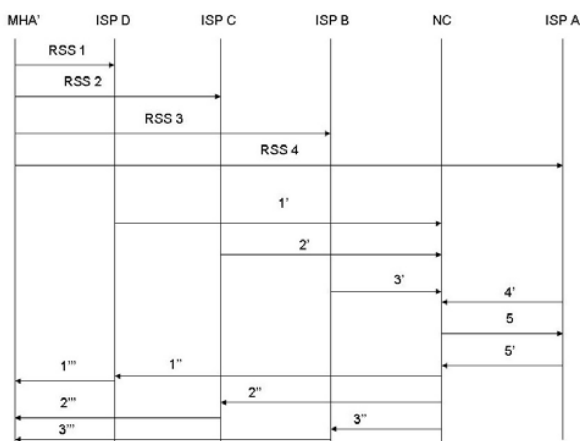 MHA' ISP D ISP C ISP B NC ISP A
RSS 1
RSS 2
RSS 3
RSS 4
1'
2'
3' 4'
5
5'
1''' 1''
2''' 2''
3''' 3''